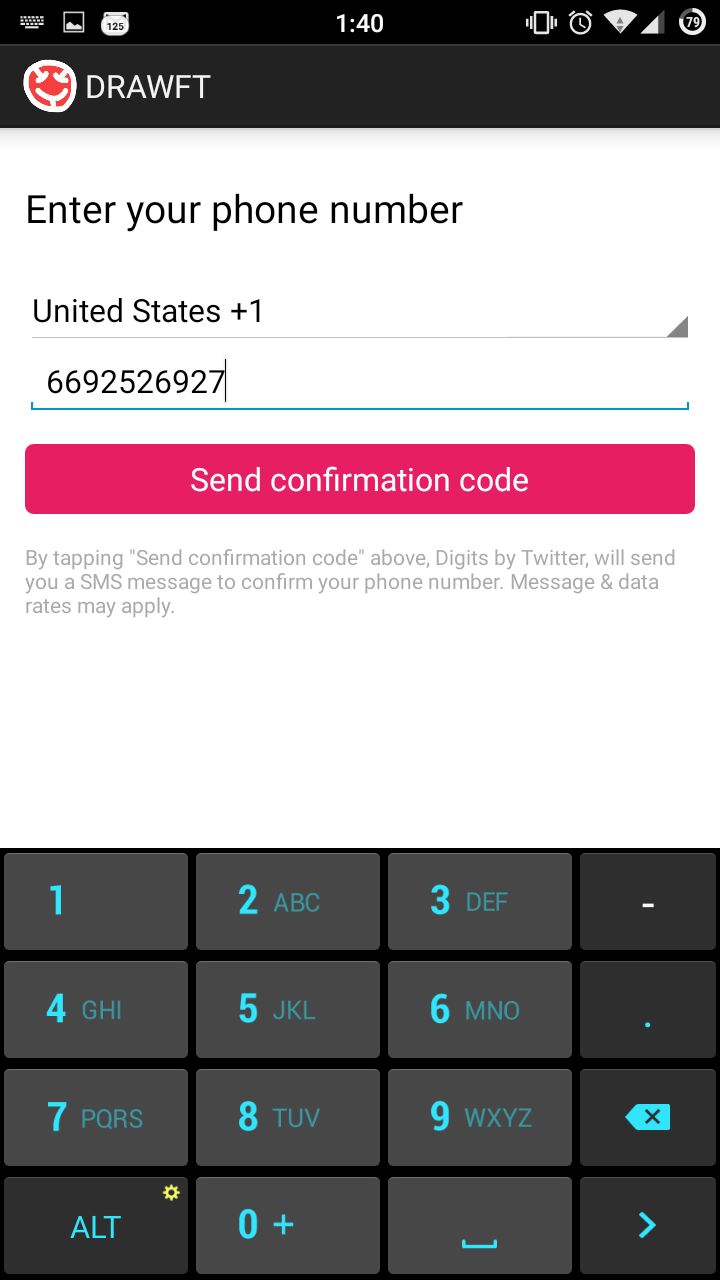 125 1:40 79
DRAWFT
Enter your phone number
United States +1
6692526927
Send confirmation code
By tapping "Send confirmation code" above, Digits by Twitter, will send
you a SMS message to confirm your phone number. Message & data
rates may apply.
1 2 ABC 3 DEF -
4 GHI 5 JKL 6 MNO .
7 PQRS 8 TUV 9 WXYZ
ALT 0 +